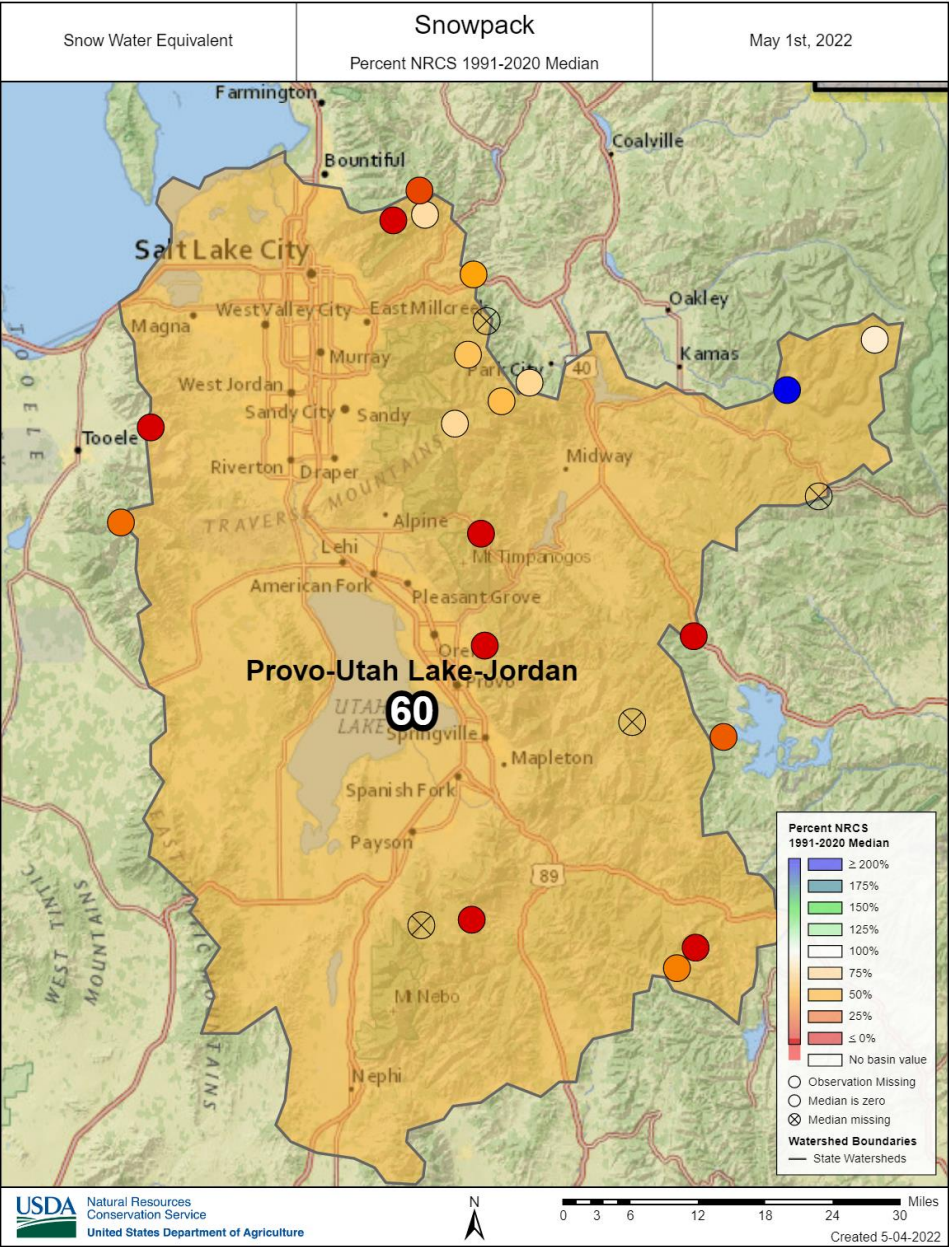 Snow Water Equivalent
Snowpack
Percent NRCS 1991-2020 Median
May 1st, 2022
Farmington
Coalville
Bountiful
Salt Lake City
Oakley
West Valley City
East Millcree
Magna
Murray
Park City
40
Kamas
West Jordan
Sandy City
Sandy
TOOELE
Tooele
Midway
Riverton
Draper
TRAVERSE MOUNTAINS
Alpine
Lehi
Mt Timpanogos
American Fork
Pleasant Grove
Ore
Provo-Utah Lake-Jordan
Provo
60
UTAH
LAKE
Springville
Mapleton
Spanish Fork
Payson
EAST TINTIC MOUNTAINS
WEST TINTIC
MOUNTAINS
89
Mt Nebo
Nephi
Percent NRCS
1991-2020 Median
≥ 200%
175%
150%
125%
100%
75%
50%
25%
≤ 0%
No basin value
Observation Missing
Median is zero
Median missing
Watershed Boundaries
State Watersheds
USDA
Natural Resources
Conservation Service
United States Department of Agriculture
N
Miles
0 3 6 12 18 24 30
Created 5-04-2022